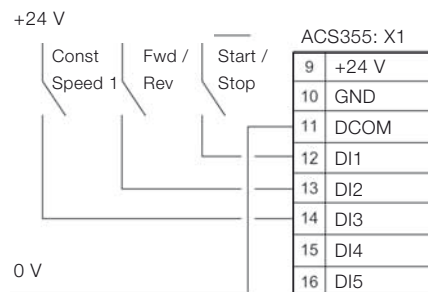 +24 V
Const
Speed 1
Fwd /
Rev
Start /
Stop
ACS355: X1
9 +24 V
10 GND
11 DCOM
12 DI1
13 DI2
14 DI3
15 DI4
16 DI5
0 V